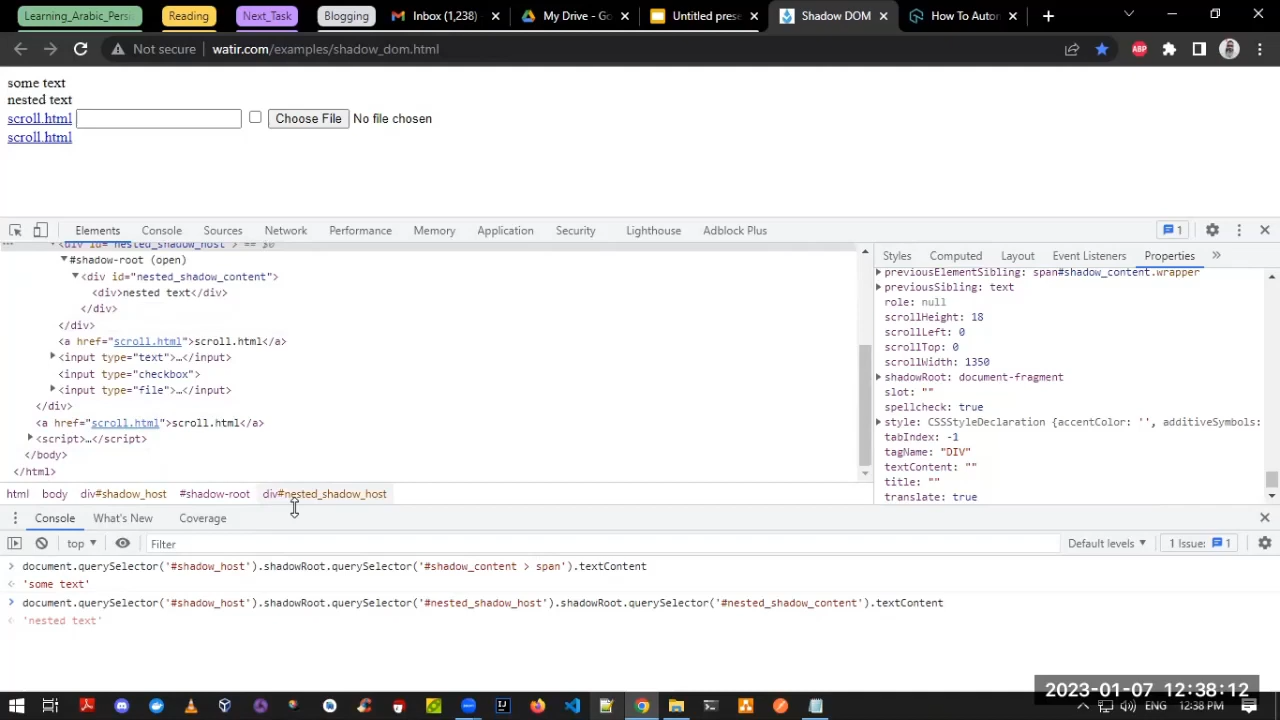 Learning_Arabic_Persi
Reading
Next_Task
Blogging
Inbox (1,238)
My Drive - Go
Untitled prese
Shadow DOM
How To Autor
Not secure
watir.com/examples/shadow_dom.html
ABP
some text
nested text
scroll.html
Choose File
No file chosen
scroll.html
Elements
Console
Sources
Network
Performance
Memory
Application
Security
Lighthouse
Adblock Plus
1
<div id="nested_shadow_host"> == $0
#shadow-root (open)
<div id="nested_shadow_content">
<div>nested text</div>
</div>
</div>
<a href="scroll.html">scroll.html</a>
<input type="text">…</input>
<input type="checkbox">
<input type="file">…</input>
</div>
<a href="scroll.html">scroll.html</a>
<script>…</script>
</body>
</html>
html body div#shadow_host #shadow-root div#nested_shadow_host
Styles
Computed
Layout
Event Listeners
Properties
previousElementSibling: span#shadow_content.wrapper
previousSibling: text
role: null
scrollHeight: 18
scrollLeft: 0
scrollTop: 0
scrollWidth: 1350
shadowRoot: document-fragment
slot: ""
spellcheck: true
style: CSSStyleDeclaration {accentColor: '', additiveSymbols:
tabIndex: -1
tagName: "DIV"
textContent: ""
title: ""
translate: true
Console
What's New
Coverage
top
Filter
Default levels
1 Issue: 1
document.querySelector('#shadow_host').shadowRoot.querySelector('#shadow_content > span').textContent
'some text'
document.querySelector('#shadow_host').shadowRoot.querySelector('#nested_shadow_host').shadowRoot.querySelector('#nested_shadow_content').textContent
'nested text'
2023-01-07 12:38:12
12:38 PM